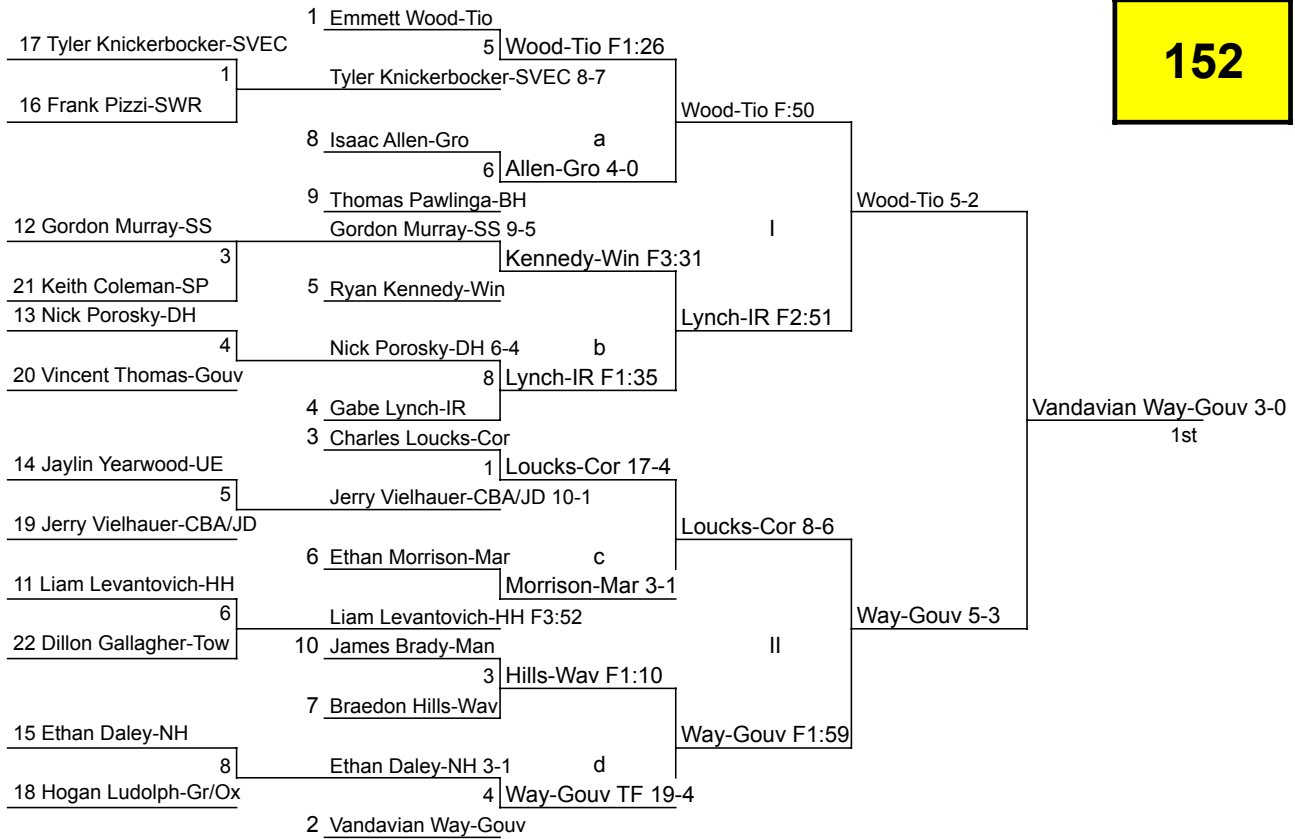 152
1 Emmett Wood-Tio
17 Tyler Knickerbocker-SVEC
5 Wood-Tio F1:26
1 Tyler Knickerbocker-SVEC 8-7
16 Frank Pizzi-SWR
Wood-Tio F:50
8 Isaac Allen-Gro a
6 Allen-Gro 4-0
9 Thomas Pawlinga-BH
Wood-Tio 5-2
12 Gordon Murray-SS
Gordon Murray-SS 9-5
I
3
Kennedy-Win F3:31
21 Keith Coleman-SP
5 Ryan Kennedy-Win
13 Nick Porosky-DH
Lynch-IR F2:51
4
Nick Porosky-DH 6-4 b
20 Vincent Thomas-Gouv
8 Lynch-IR F1:35
4 Gabe Lynch-IR
Vandavian Way-Gouv 3-0
1st
3 Charles Loucks-Cor
14 Jaylin Yearwood-UE
1 Loucks-Cor 17-4
5 Jerry Vielhauer-CBA/JD 10-1
19 Jerry Vielhauer-CBA/JD
Loucks-Cor 8-6
6 Ethan Morrison-Mar c
11 Liam Levantovich-HH
Morrison-Mar 3-1
6 Liam Levantovich-HH F3:52
Way-Gouv 5-3
22 Dillon Gallagher-Tow
10 James Brady-Man
II
3 Hills-Wav F1:10
7 Braedon Hills-Wav
15 Ethan Daley-NH
Way-Gouv F1:59
8 Ethan Daley-NH 3-1 d
18 Hogan Ludolph-Gr/Ox
4 Way-Gouv TF 19-4
2 Vandavian Way-Gouv